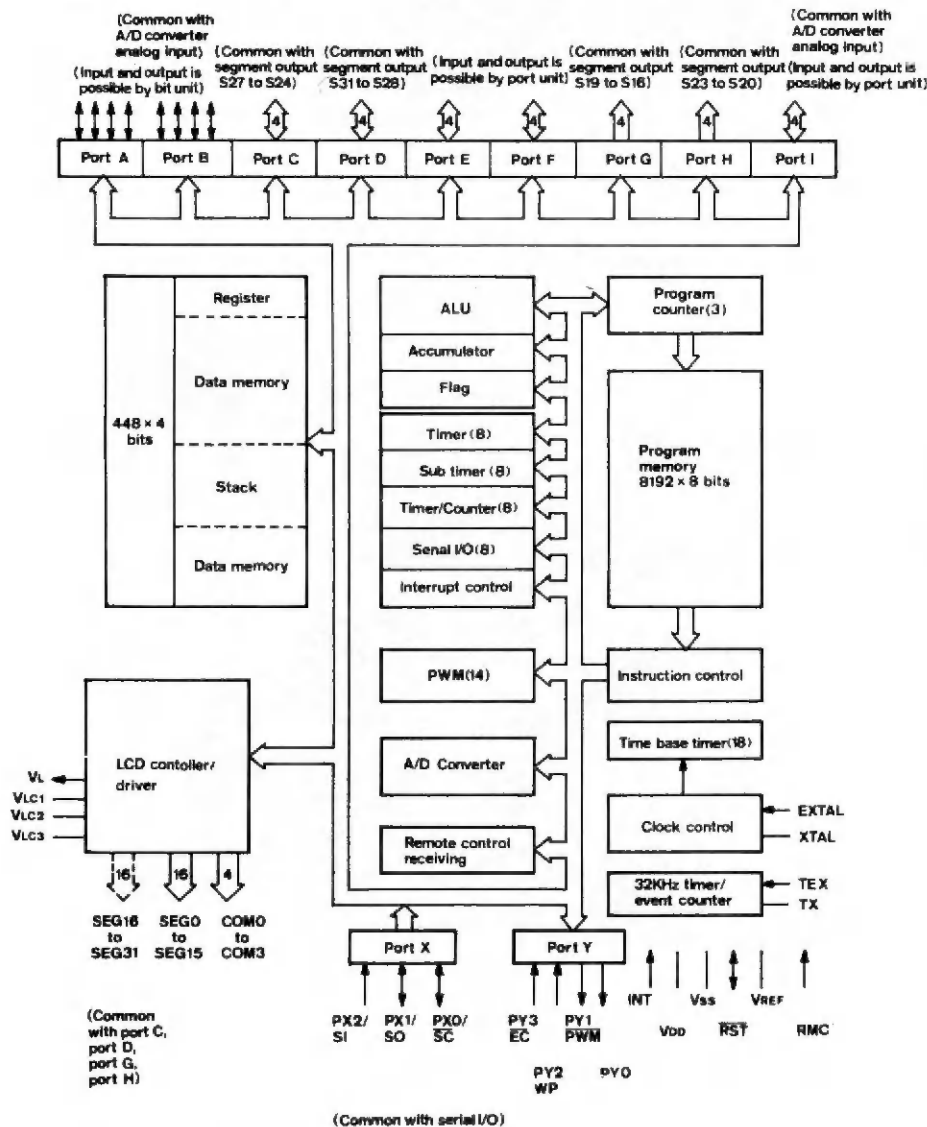 (Common with
A/D converter
analog input)
(Input and output is
possible by bit unit)
(Common with
segment output
S27 to S24)
(Common with
segment output
S31 to S28)
(Input and output is
possible by port unit)
(Common with
segment output
S19 to S16)
(Common with
segment output
S23 to S20)
(Common with
A/D converter
analog input)
(Input and output is
possible by port unit)
4 4 4 4 4 4 4
Port A Port B Port C Port D Port E Port F Port G Port H Port I
448 × 4
bits
Register
Data memory
Stack
Data memory
ALU
Accumulator
Flag
Timer (8)
Sub timer (8)
Timer/Counter (8)
Serial I/O (8)
Interrupt control
PWM(14)
A/D Converter
Remote control
receiving
Program
counter(3)
Program
memory
8192 × 8 bits
Instruction control
Time base timer(18)
Clock control
EXTAL
XTAL
32KHz timer/
event counter
TEX
TX
LCD contoller/
driver
VL
VLC1
VLC2
VLC3
16 16 4
SEG16
to
SEG31
SEG0
to
SEG15
COM0
to
COM3
(Common
with port C,
port D,
port G,
port H)
Port X
PX2/
SI
PX1/
SO
PX0/
SC
Port Y
PY3
EC
PY2
WP
PY1
PWM
PY0
INT
VDD
VSS
RST
VREF
RMC
(Common with serial I/O)